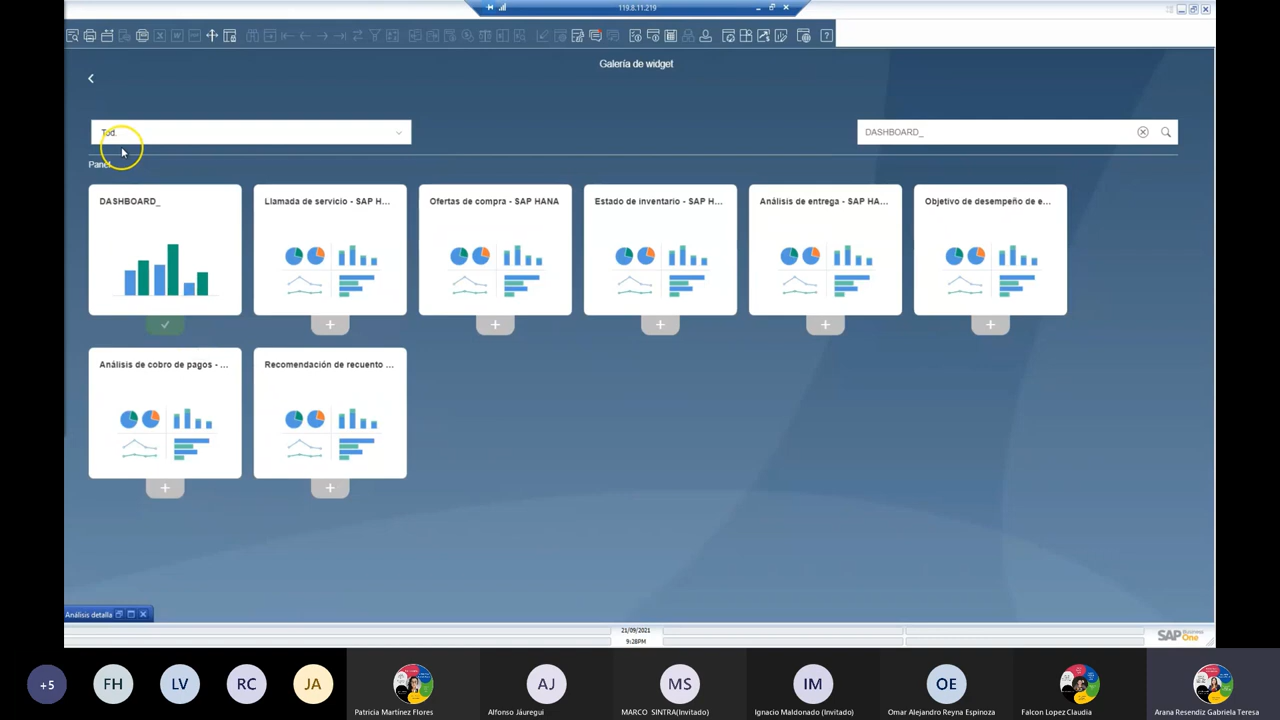 119.8.11.219
Galería de widget
Tod.
DASHBOARD_
Panel
DASHBOARD_
Llamada de servicio - SAP H...
Ofertas de compra - SAP HANA
Estado de inventario - SAP H...
Análisis de entrega - SAP HA...
Objetivo de desempeño de e...
Análisis de cobro de pagos - ...
Recomendación de recuento ...
Análisis detalla
21/09/2021
9:28PM
SAP Business One
+5
FH
LV
RC
JA
AJ
MS
IM
OE
Patricia Martínez Flores
Alfonso Jáuregui
MARCO SINTRA(Invitado)
Ignacio Maldonado (Invitado)
Omar Alejandro Reyna Espinoza
Falcon Lopez Claudia
Arana Resendiz Gabriela Teresa